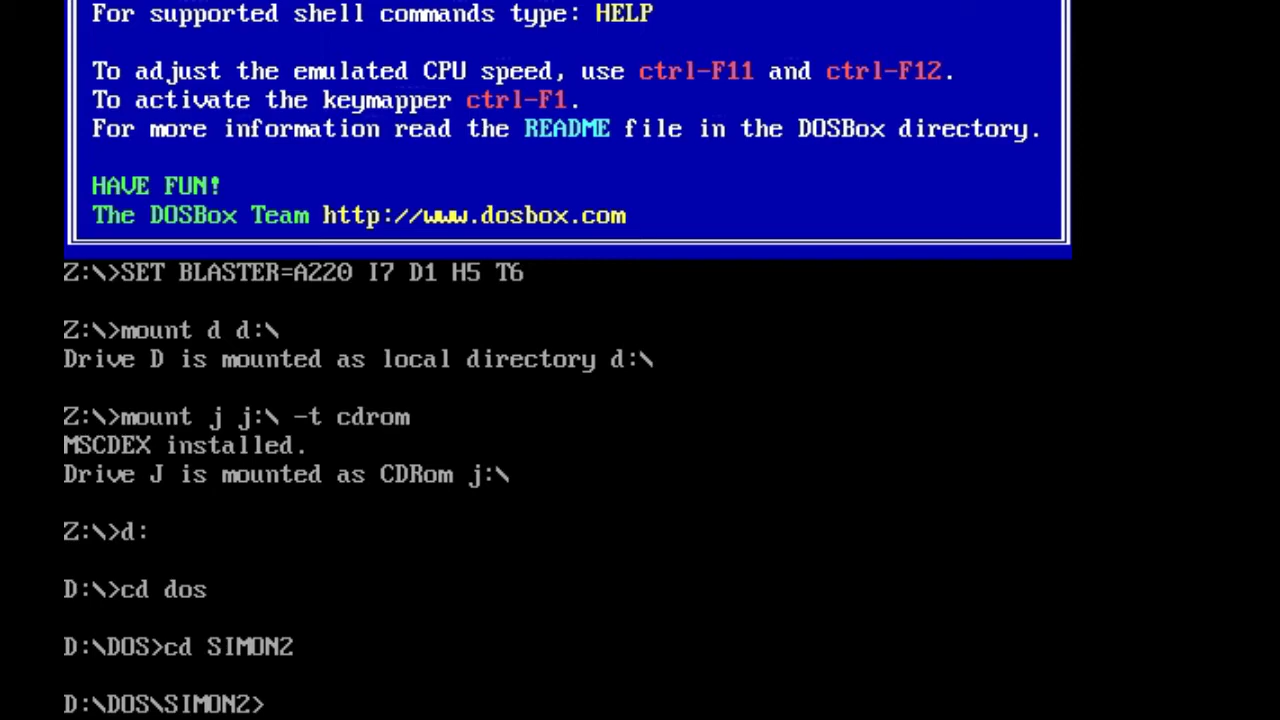 For supported shell commands type: HELP
To adjust the emulated CPU speed, use ctrl-F11 and ctrl-F12.
To activate the keymapper ctrl-F1.
For more information read the README file in the DOSBox directory.
HAVE FUN!
The DOSBox Team http://www.dosbox.com
Z:\>SET BLASTER=A220 I7 D1 H5 T6
Z:\>mount d d:\
Drive D is mounted as local directory d:\
Z:\>mount j j:\ -t cdrom
MSCDEX installed.
Drive J is mounted as CDRom j:\
Z:\>d:
D:\>cd dos
D:\DOS>cd SIMON2
D:\DOS\SIMON2>